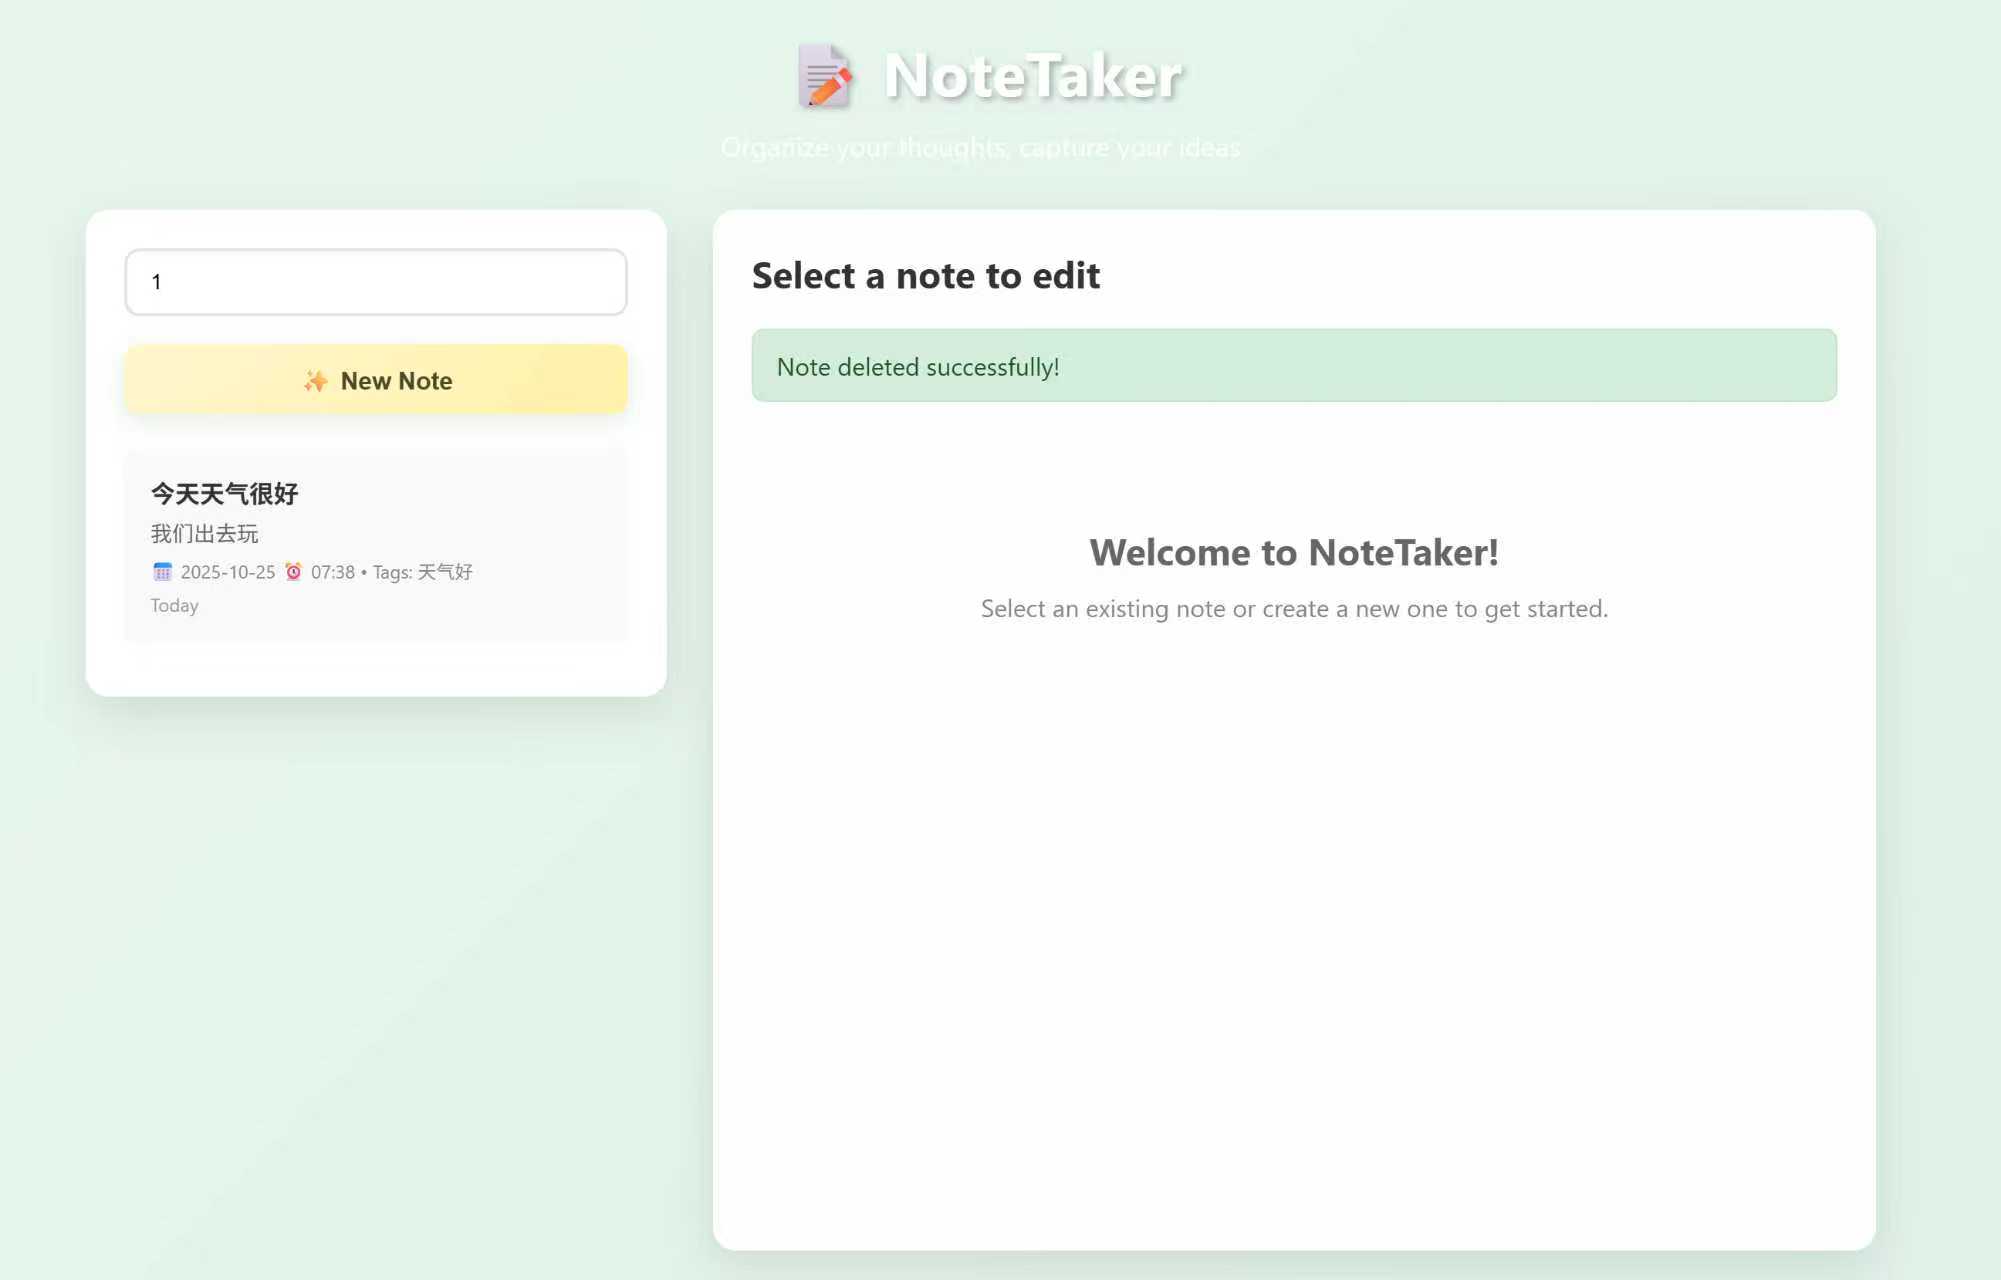 NoteTaker
Organize your thoughts, capture your ideas
1
New Note
今天天气很好
我们出去玩
2025-10-25 07:38 • Tags: 天气好
Today
Select a note to edit
Note deleted successfully!
Welcome to NoteTaker!
Select an existing note or create a new one to get started.